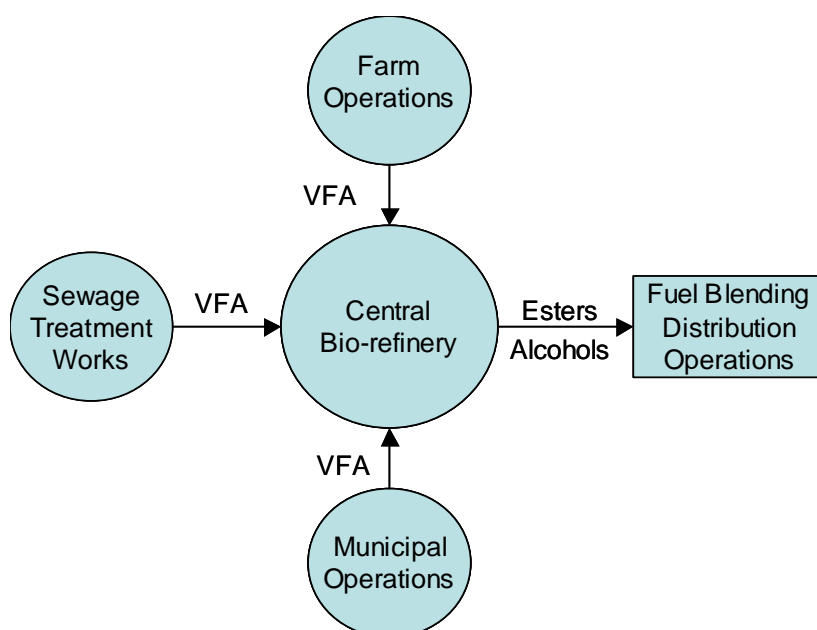 Farm
Operations
VFA
Sewage
Treatment
Works
VFA
Central
Bio-refinery
Esters
Alcohols
Fuel Blending
Distribution
Operations
VFA
Municipal
Operations